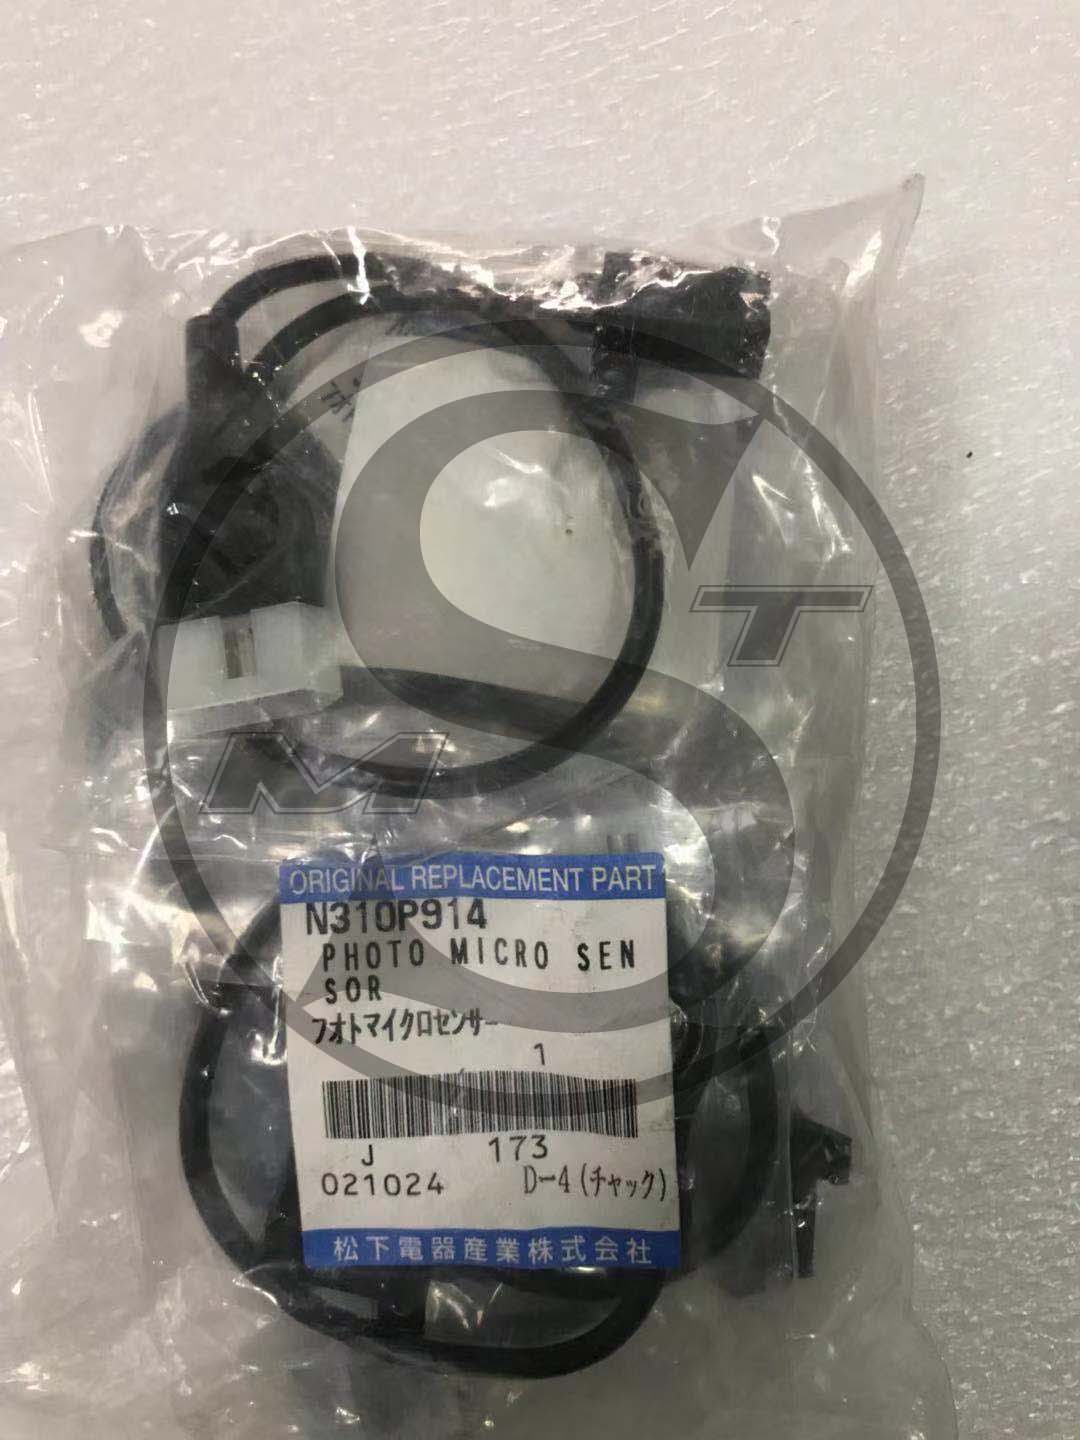 ORIGINAL REPLACEMENT PART
N310P914
PHOTO MICRO SEN
SOR
フオトマイクロセンサー
1
J 173
021024 D-4(チャック)
松下電器産業株式会社
S
M
T